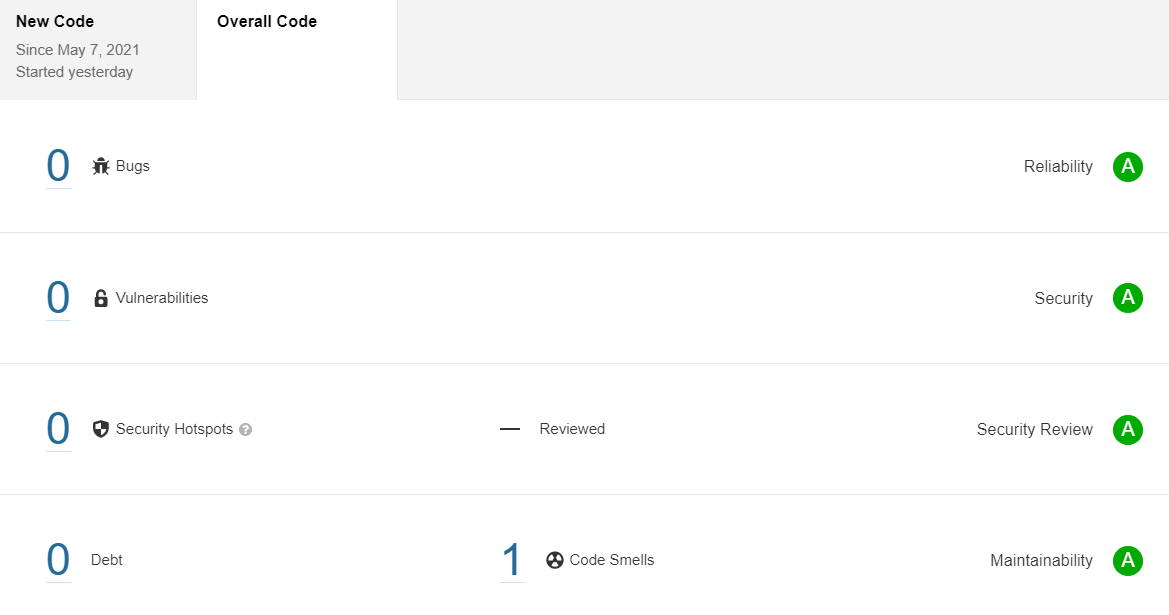 New Code
Since May 7, 2021
Started yesterday
Overall Code
0 Bugs Reliability A
0 Vulnerabilities Security A
0 Security Hotspots ? — Reviewed Security Review A
0 Debt 1 Code Smells Maintainability A